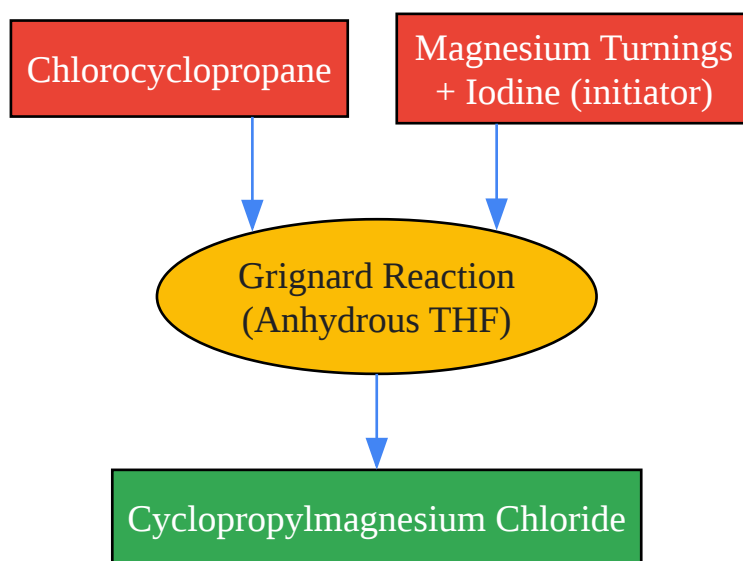 Chlorocyclopropane
Magnesium Turnings
+ Iodine (initiator)
Grignard Reaction
(Anhydrous THF)
Cyclopropylmagnesium Chloride